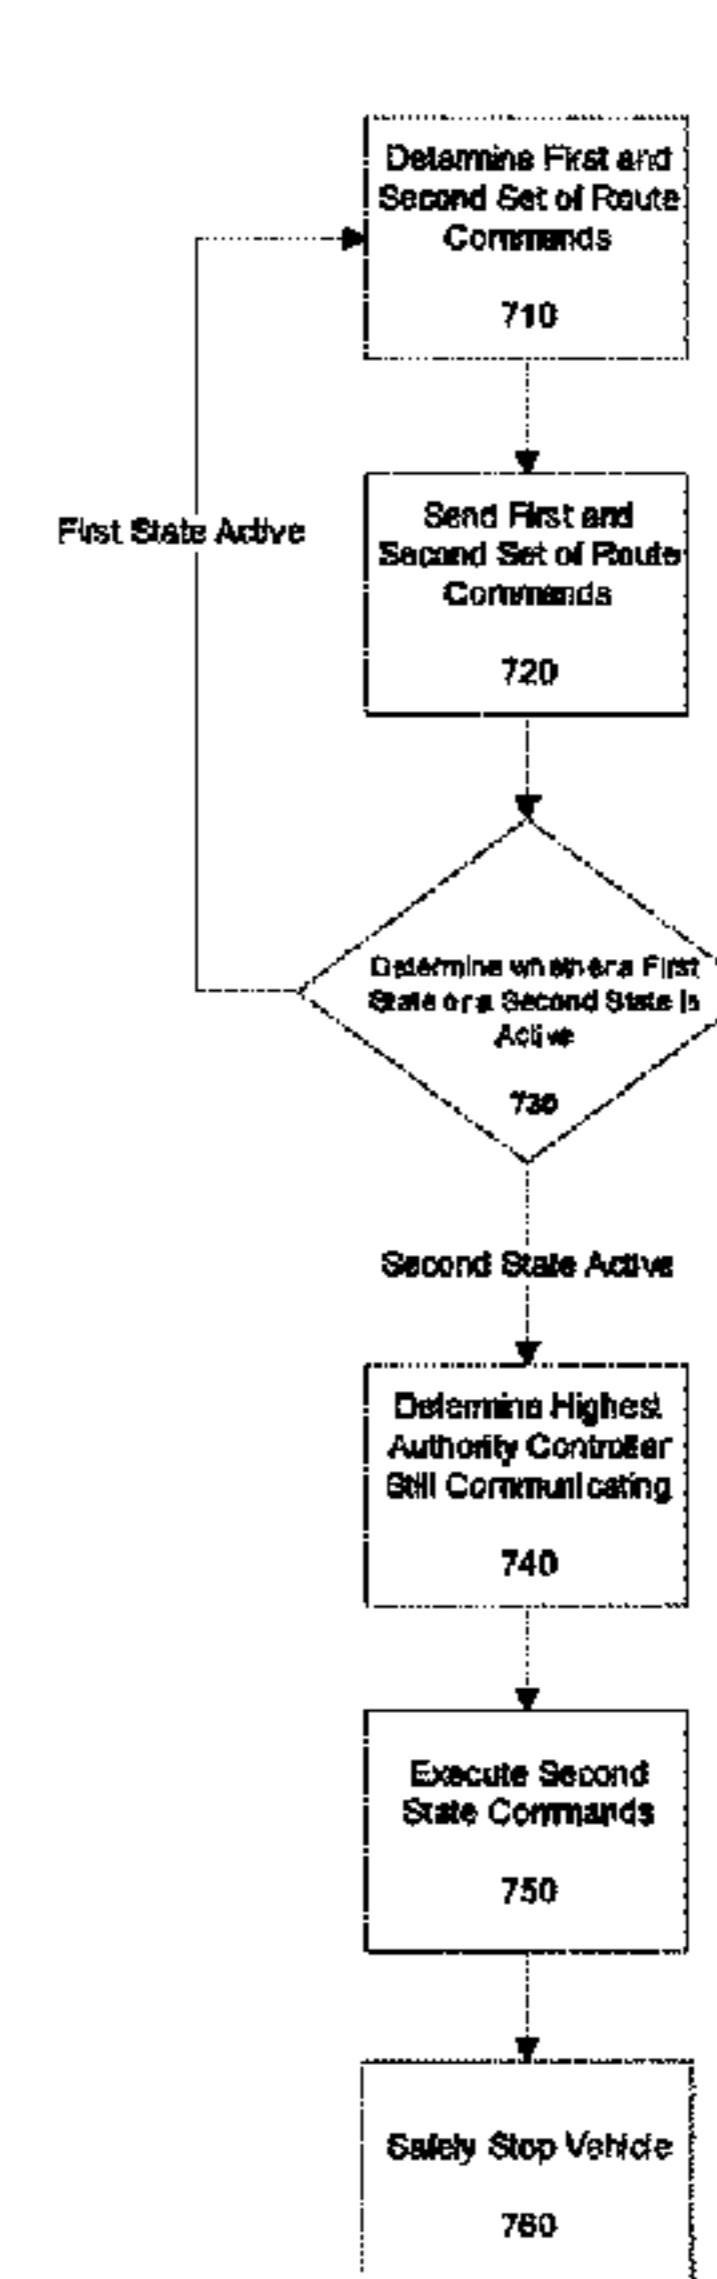 Determine First and
Second Set of Route
Commands
710
First State Active
Send First and
Second Set of Route
Commands
720
Determine whether a First
State or a Second State is
Active
730
Second State Active
Determine Highest
Authority Controller
Still Communicating
740
Execute Second
State Commands
750
Safely Stop Vehicle
760